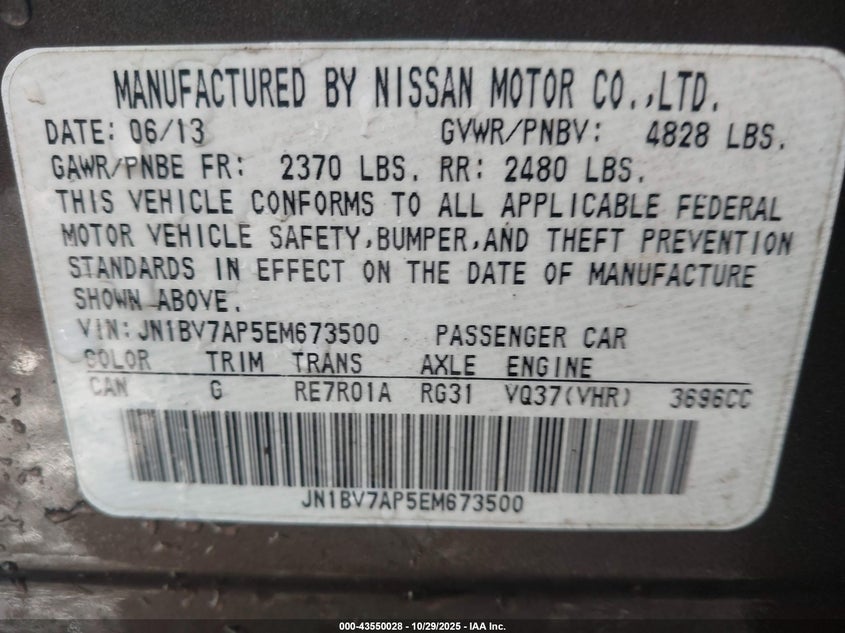 MANUFACTURED BY NISSAN MOTOR CO.,LTD.
DATE: 06/13 GVWR/PNBV: 4828 LBS.
GAWR/PNBE FR: 2370 LBS. RR: 2480 LBS.
THIS VEHICLE CONFORMS TO ALL APPLICABLE FEDERAL
MOTOR VEHICLE SAFETY,BUMPER,AND THEFT PREVENTION
STANDARDS IN EFFECT ON THE DATE OF MANUFACTURE
SHOWN ABOVE.
VIN:JN1BV7AP5EM673500 PASSENGER CAR
COLOR TRIM TRANS AXLE ENGINE
CAN G RE7R01A RG31 VQ37(VHR) 3696CC
JN1BV7AP5EM673500
000-43550028 - 10/29/2025 - IAA Inc.